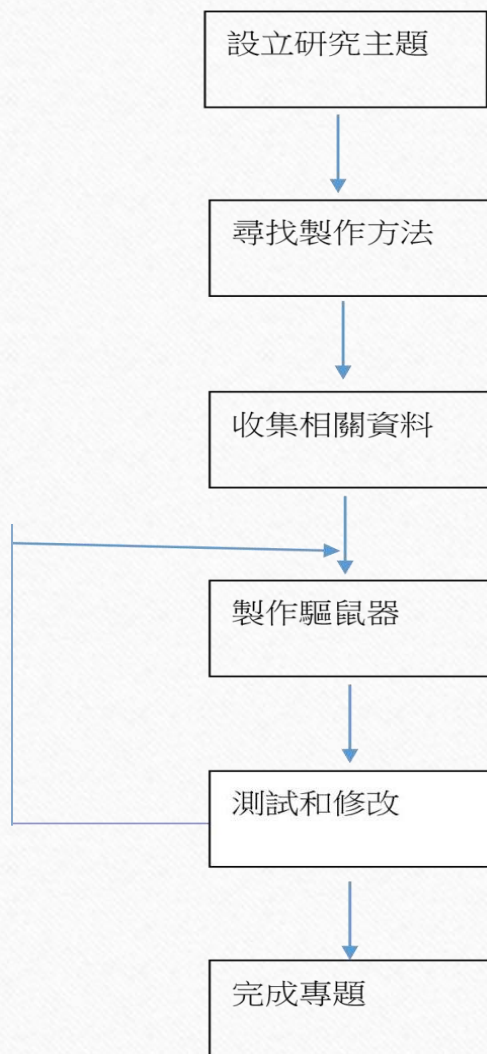 設立研究主題
尋找製作方法
收集相關資料
製作驅鼠器
測試和修改
完成專題